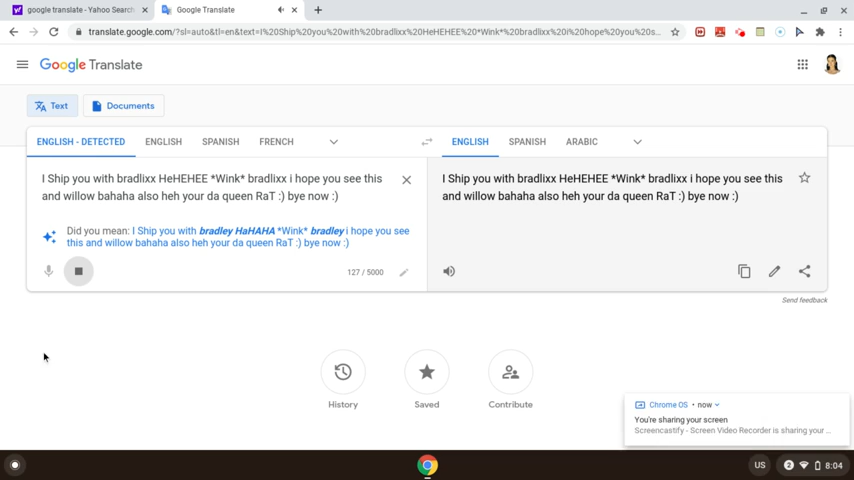 google translate - Yahoo Search
Google Translate
translate.google.com/?sl=auto&tl=en&text=I%20Ship%20you%20with%20bradlixx%20HeHEHEE%20*Wink*%20bradlixx%20i%20hope%20you%20s...
Google Translate
Text
Documents
ENGLISH - DETECTED ENGLISH SPANISH FRENCH
ENGLISH SPANISH ARABIC
I Ship you with bradlixx HeHEHEE *Wink* bradlixx i hope you see this
and willow bahaha also heh your da queen RaT :) bye now :)
Did you mean: I Ship you with bradley HaHAHA *Wink* bradley i hope you see
this and willow bahaha also heh your da queen RaT :) bye now :)
127 / 5000
I Ship you with bradlixx HeHEHEE *Wink* bradlixx i hope you see this
and willow bahaha also heh your da queen RaT :) bye now :)
Send feedback
History
Saved
Contribute
Chrome OS • now
You're sharing your screen
Screencastify - Screen Video Recorder is sharing your ...
US
2
8:04